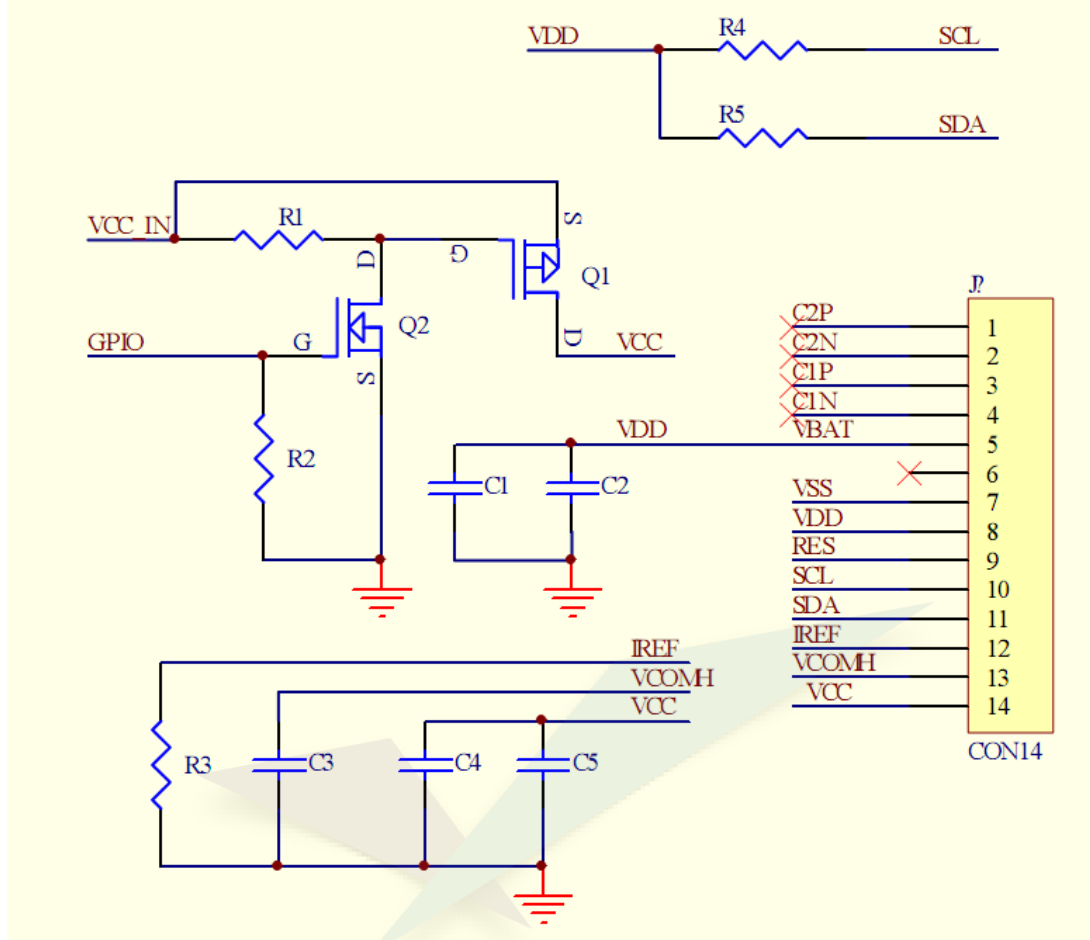 VDD R4 SCL
R5 SDA
VCC_IN R1 D G S Q1 D VCC
GPIO G Q2 S
R2
J?
C2P 1
C2N 2
C1P 3
C1N 4
VDD VBAT 5
C1 C2
6
VSS 7
VDD 8
RES 9
SCL 10
SDA 11
IREF 12
VCOMH 13
VCC 14
CON14
IREF
VCOMH
VCC
R3 C3 C4 C5